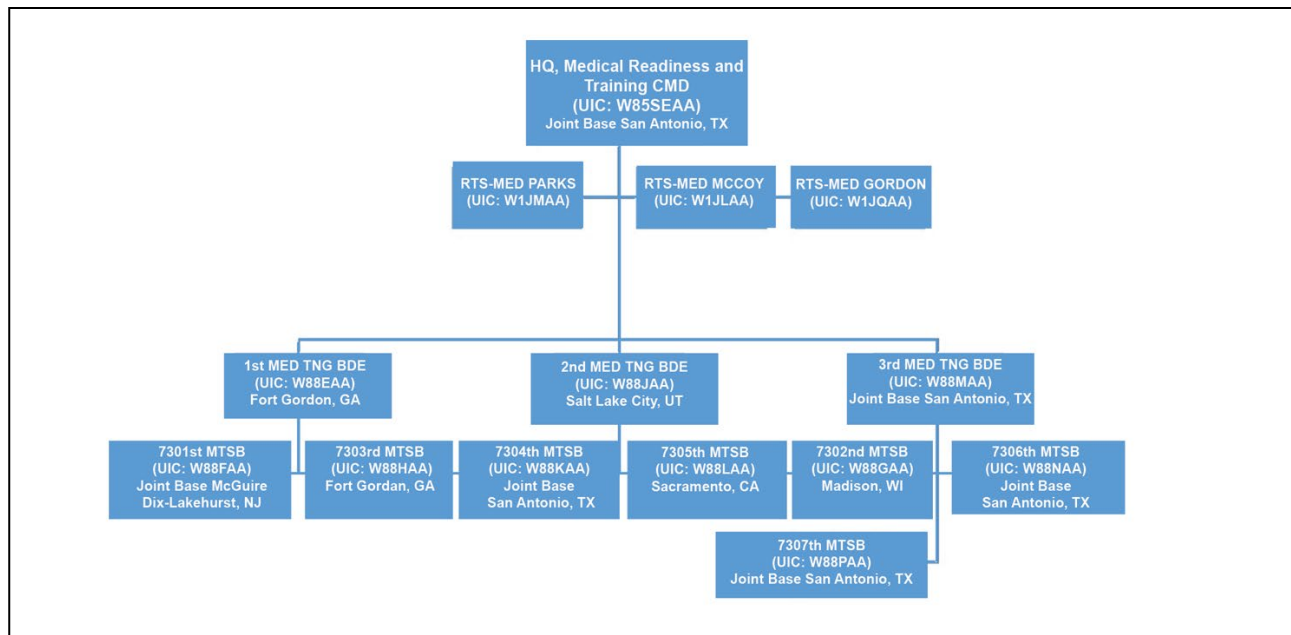 HQ, Medical Readiness and
Training CMD
(UIC: W85SEAA)
Joint Base San Antonio, TX
RTS-MED PARKS
(UIC: W1JMAA)
RTS-MED MCCOY
(UIC: W1JLAA)
RTS-MED GORDON
(UIC: W1JQAA)
1st MED TNG BDE
(UIC: W88EAA)
Fort Gordon, GA
2nd MED TNG BDE
(UIC: W88JAA)
Salt Lake City, UT
3rd MED TNG BDE
(UIC: W88MAA)
Joint Base San Antonio, TX
7301st MTSB
(UIC: W88FAA)
Joint Base McGuire
Dix-Lakehurst, NJ
7303rd MTSB
(UIC: W88HAA)
Fort Gordan, GA
7304th MTSB
(UIC: W88KAA)
Joint Base
San Antonio, TX
7305th MTSB
(UIC: W88LAA)
Sacramento, CA
7302nd MTSB
(UIC: W88GAA)
Madison, WI
7306th MTSB
(UIC: W88NAA)
Joint Base
San Antonio, TX
7307th MTSB
(UIC: W88PAA)
Joint Base San Antonio, TX